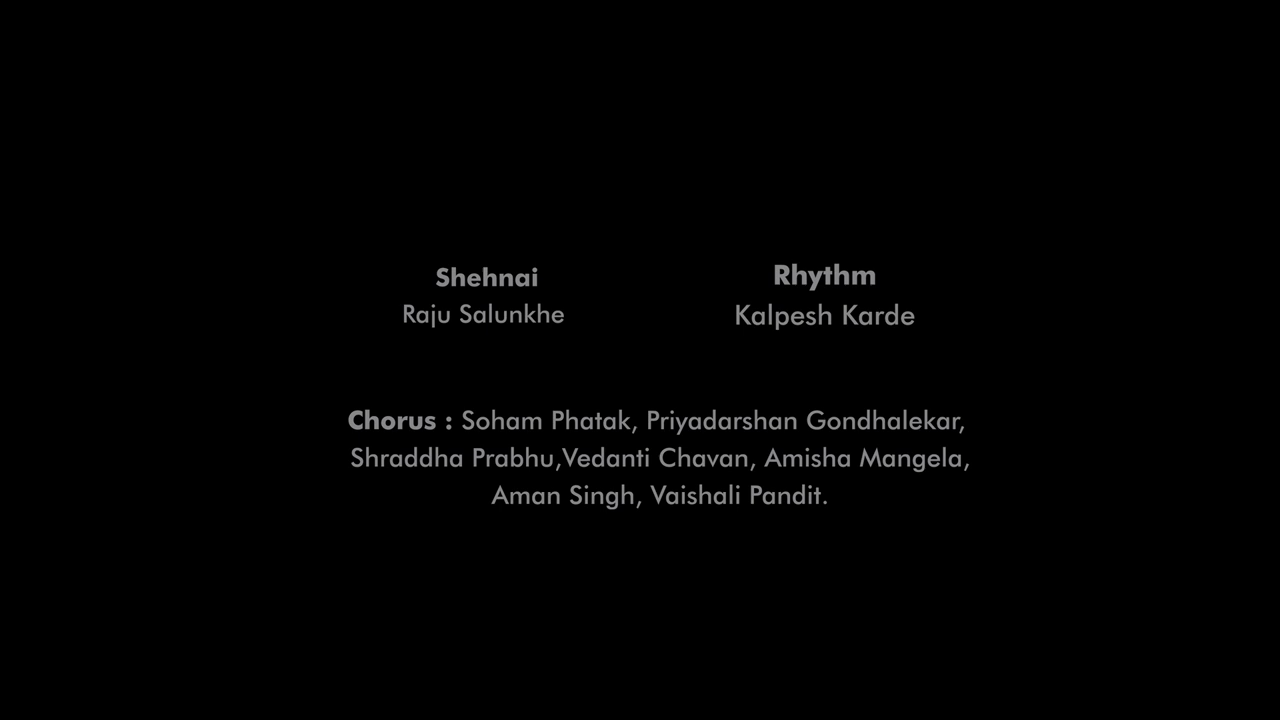 Shehnai
Raju Salunkhe
Rhythm
Kalpesh Karde
Chorus : Soham Phatak, Priyadarshan Gondhalekar,
Shraddha Prabhu,Vedanti Chavan, Amisha Mangela,
Aman Singh, Vaishali Pandit.